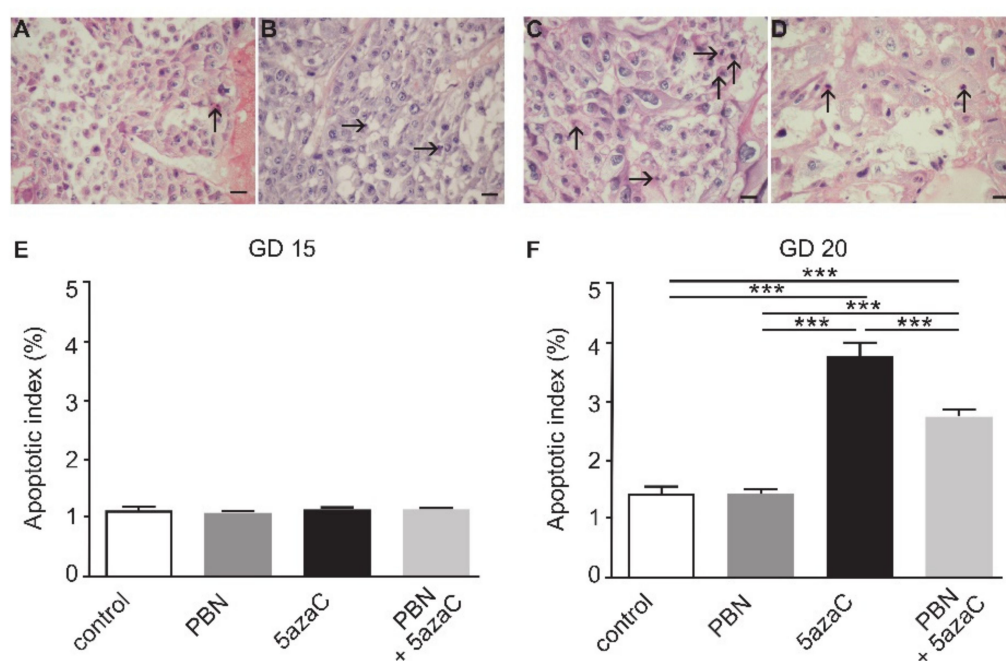 A
B
C
D
E
GD 15
Apoptotic index (%)
5
4
3
2
1
0
control
PBN
5azaC
PBN
+ 5azaC
F
GD 20
***
***
***
***
***
Apoptotic index (%)
5
4
3
2
1
0
control
PBN
5azaC
PBN
+ 5azaC